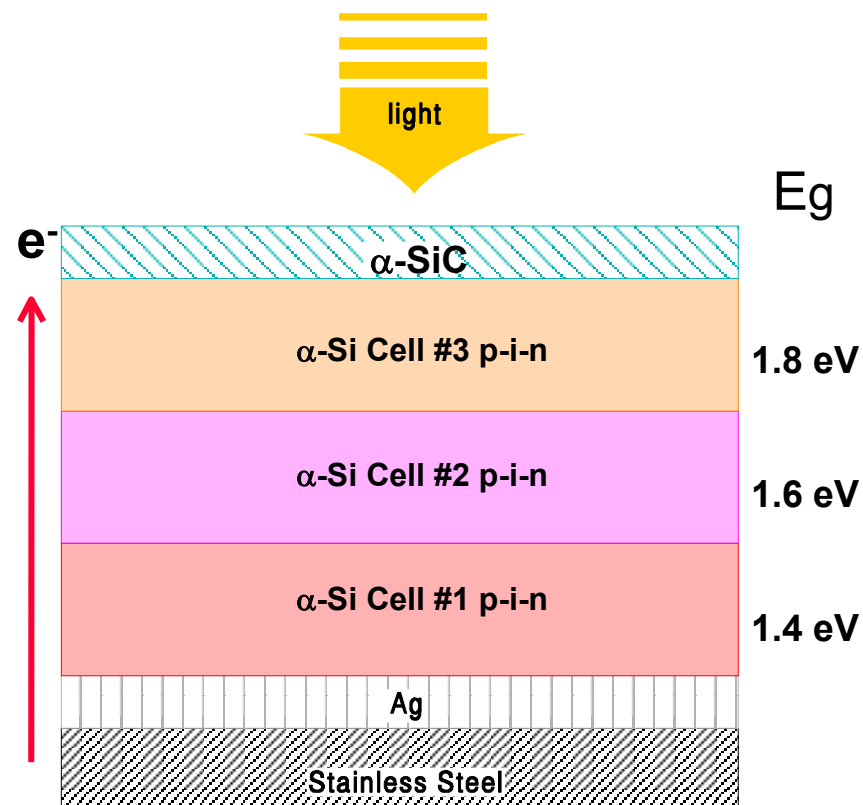 light
Eg
e-
α-SiC
α-Si Cell #3 p-i-n
1.8 eV
α-Si Cell #2 p-i-n
1.6 eV
α-Si Cell #1 p-i-n
1.4 eV
Ag
Stainless Steel